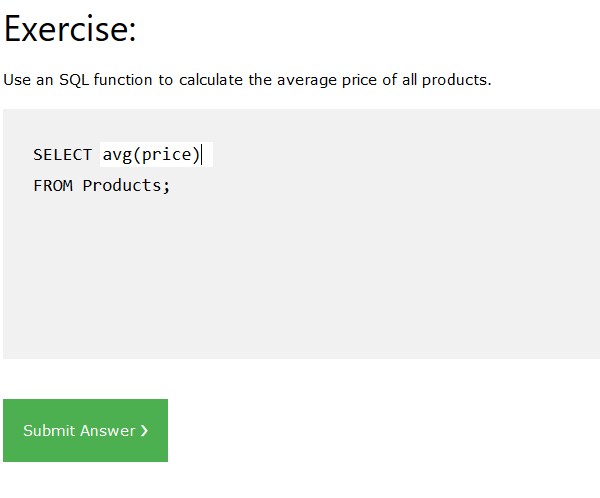 Exercise:
Use an SQL function to calculate the average price of all products.
SELECT avg(price)
FROM Products;
Submit Answer ❯